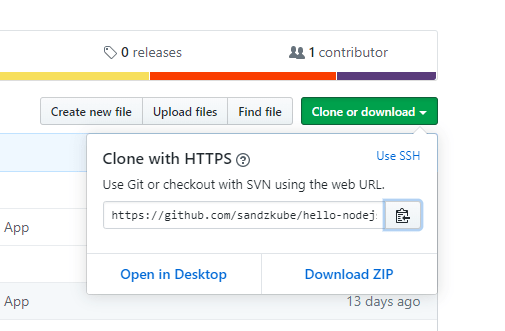 0 releases
1 contributor
Create new file
Upload files
Find file
Clone or download
Clone with HTTPS
Use SSH
Use Git or checkout with SVN using the web URL.
https://github.com/sandzkube/hello-nodej
App
Open in Desktop
Download ZIP
App
13 days ago